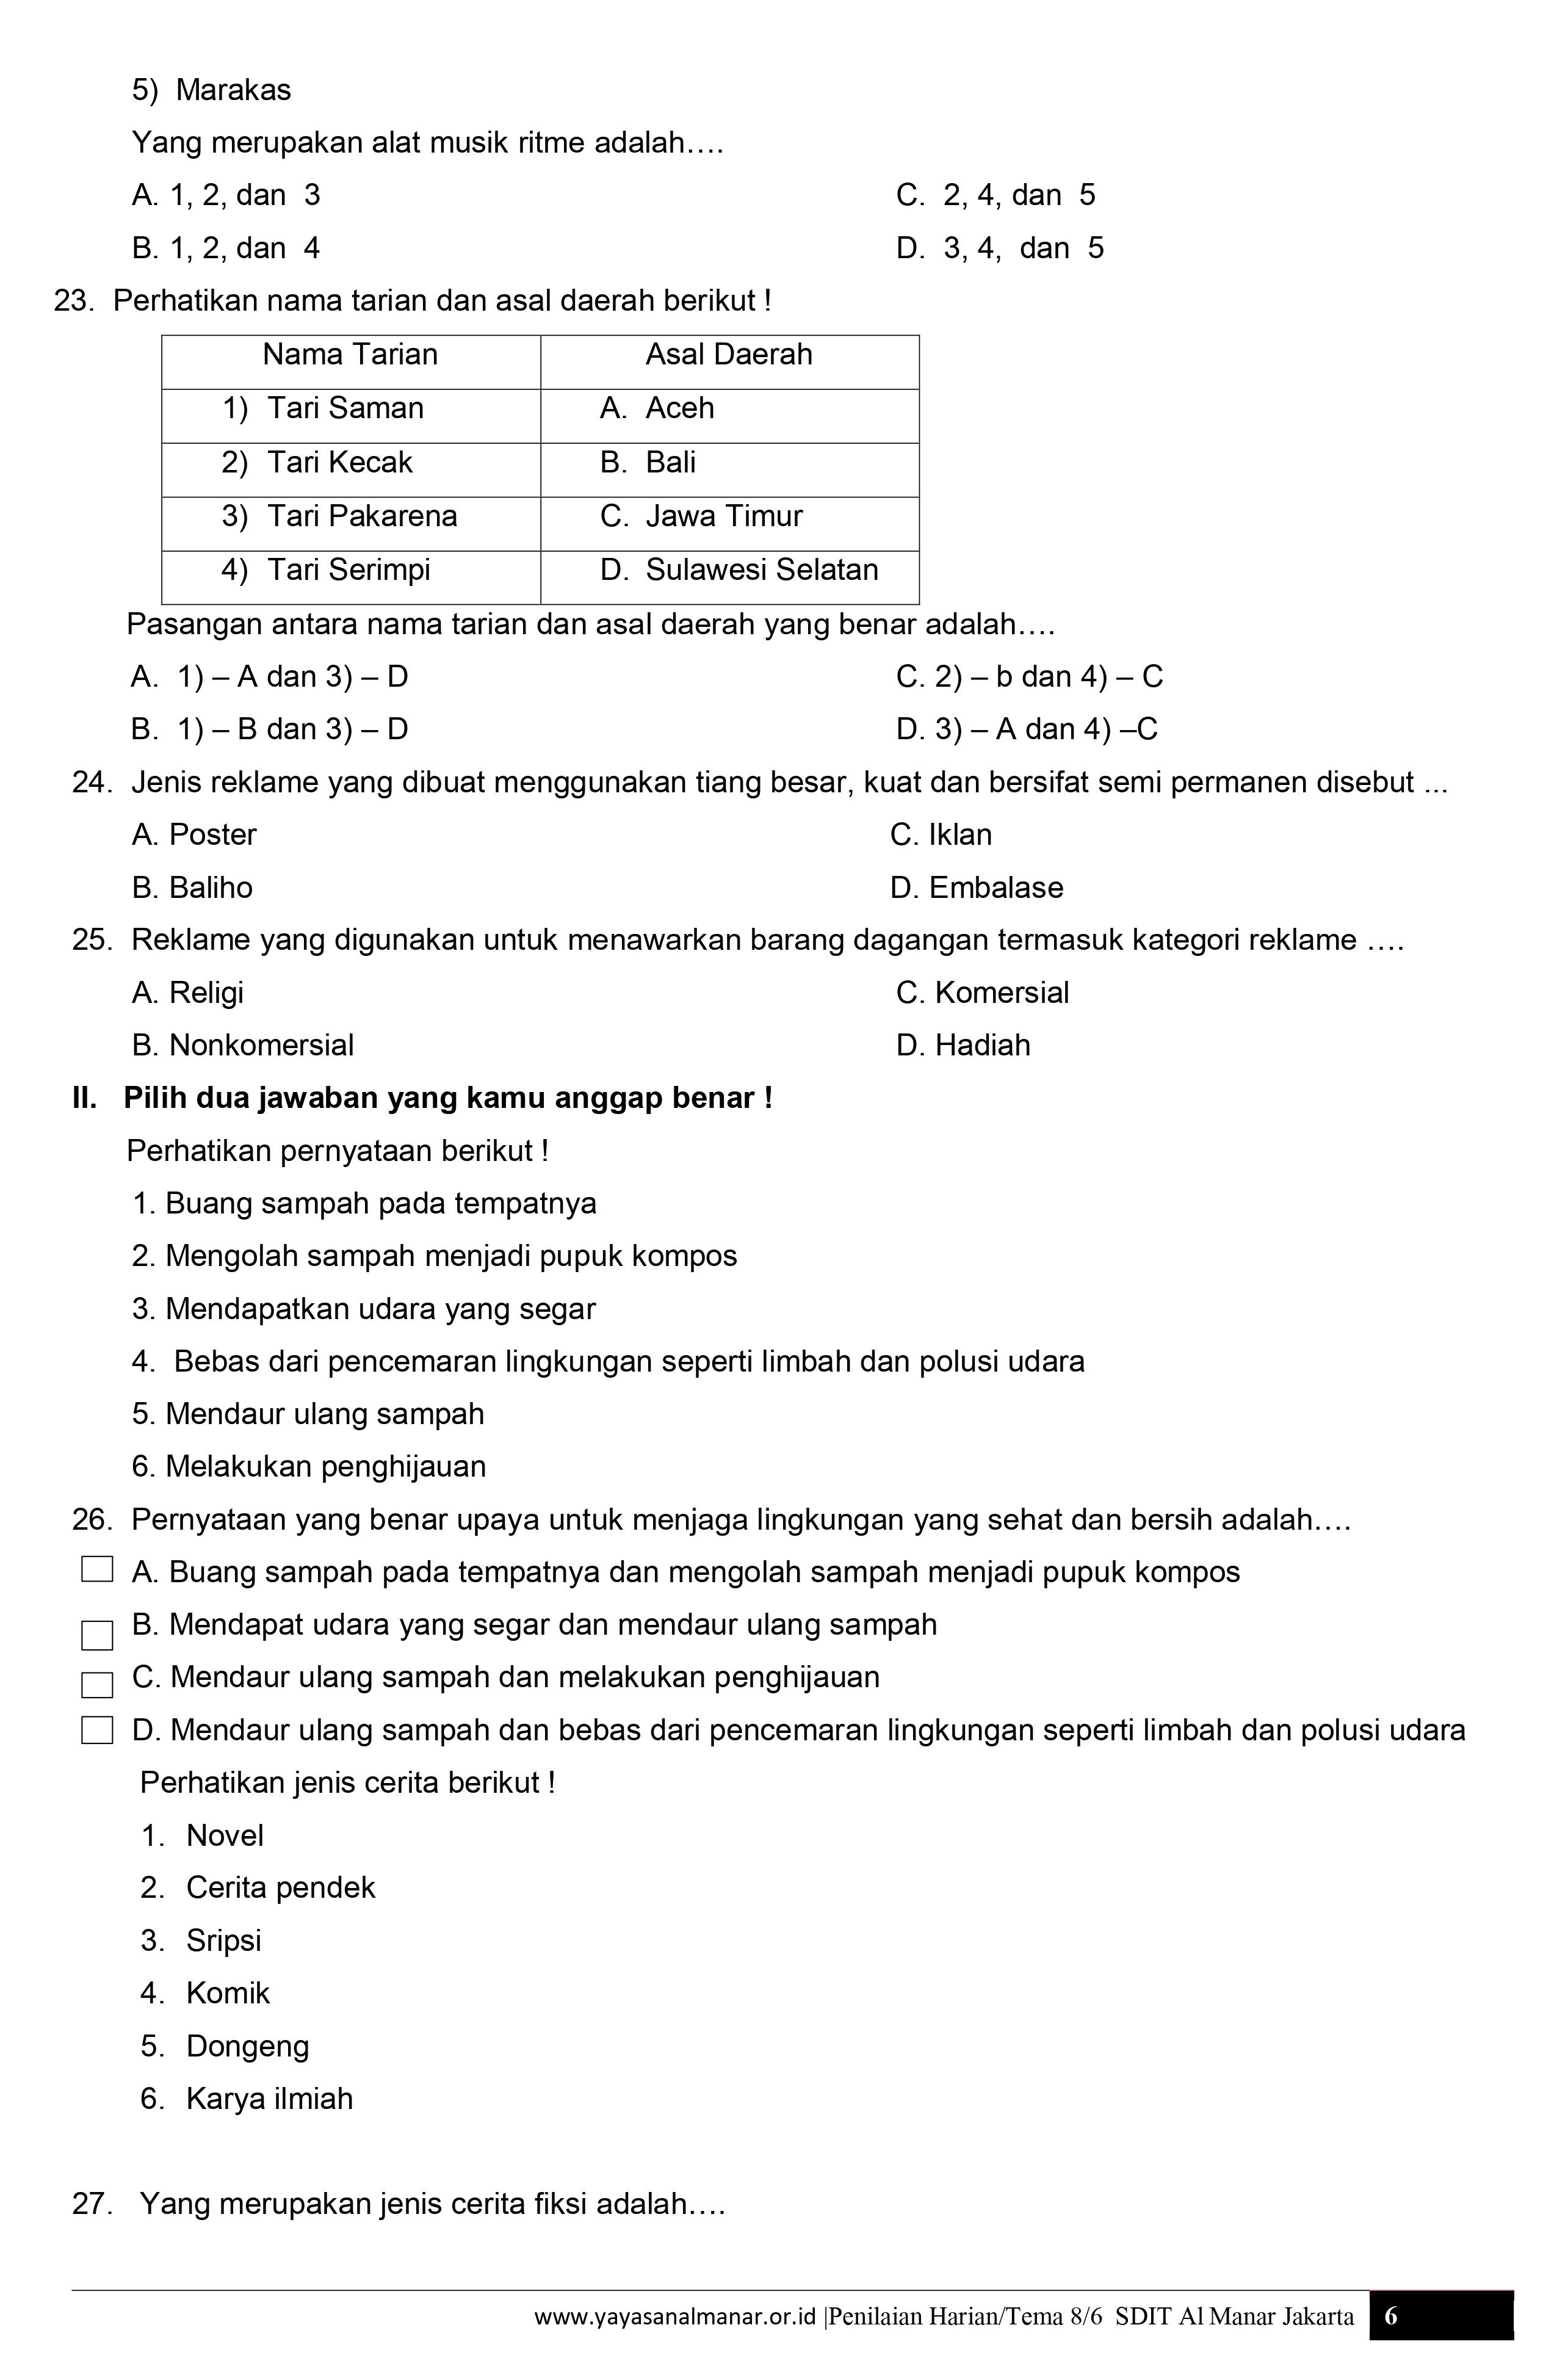 5) Marakas
Yang merupakan alat musik ritme adalah….
A. 1, 2, dan 3 C. 2, 4, dan 5
B. 1, 2, dan 4 D. 3, 4, dan 5
23. Perhatikan nama tarian dan asal daerah berikut !
Nama Tarian Asal Daerah
1) Tari Saman A. Aceh
2) Tari Kecak B. Bali
3) Tari Pakarena C. Jawa Timur
4) Tari Serimpi D. Sulawesi Selatan
Pasangan antara nama tarian dan asal daerah yang benar adalah….
A. 1) – A dan 3) – D C. 2) – b dan 4) – C
B. 1) – B dan 3) – D D. 3) – A dan 4) –C
24. Jenis reklame yang dibuat menggunakan tiang besar, kuat dan bersifat semi permanen disebut ...
A. Poster C. Iklan
B. Baliho D. Embalase
25. Reklame yang digunakan untuk menawarkan barang dagangan termasuk kategori reklame ….
A. Religi C. Komersial
B. Nonkomersial D. Hadiah
II. Pilih dua jawaban yang kamu anggap benar !
Perhatikan pernyataan berikut !
1. Buang sampah pada tempatnya
2. Mengolah sampah menjadi pupuk kompos
3. Mendapatkan udara yang segar
4. Bebas dari pencemaran lingkungan seperti limbah dan polusi udara
5. Mendaur ulang sampah
6. Melakukan penghijauan
26. Pernyataan yang benar upaya untuk menjaga lingkungan yang sehat dan bersih adalah….
A. Buang sampah pada tempatnya dan mengolah sampah menjadi pupuk kompos
B. Mendapat udara yang segar dan mendaur ulang sampah
C. Mendaur ulang sampah dan melakukan penghijauan
D. Mendaur ulang sampah dan bebas dari pencemaran lingkungan seperti limbah dan polusi udara
Perhatikan jenis cerita berikut !
1. Novel
2. Cerita pendek
3. Sripsi
4. Komik
5. Dongeng
6. Karya ilmiah
27. Yang merupakan jenis cerita fiksi adalah….
www.yayasanalmanar.or.id |Penilaian Harian/Tema 8/6 SDIT Al Manar Jakarta 6